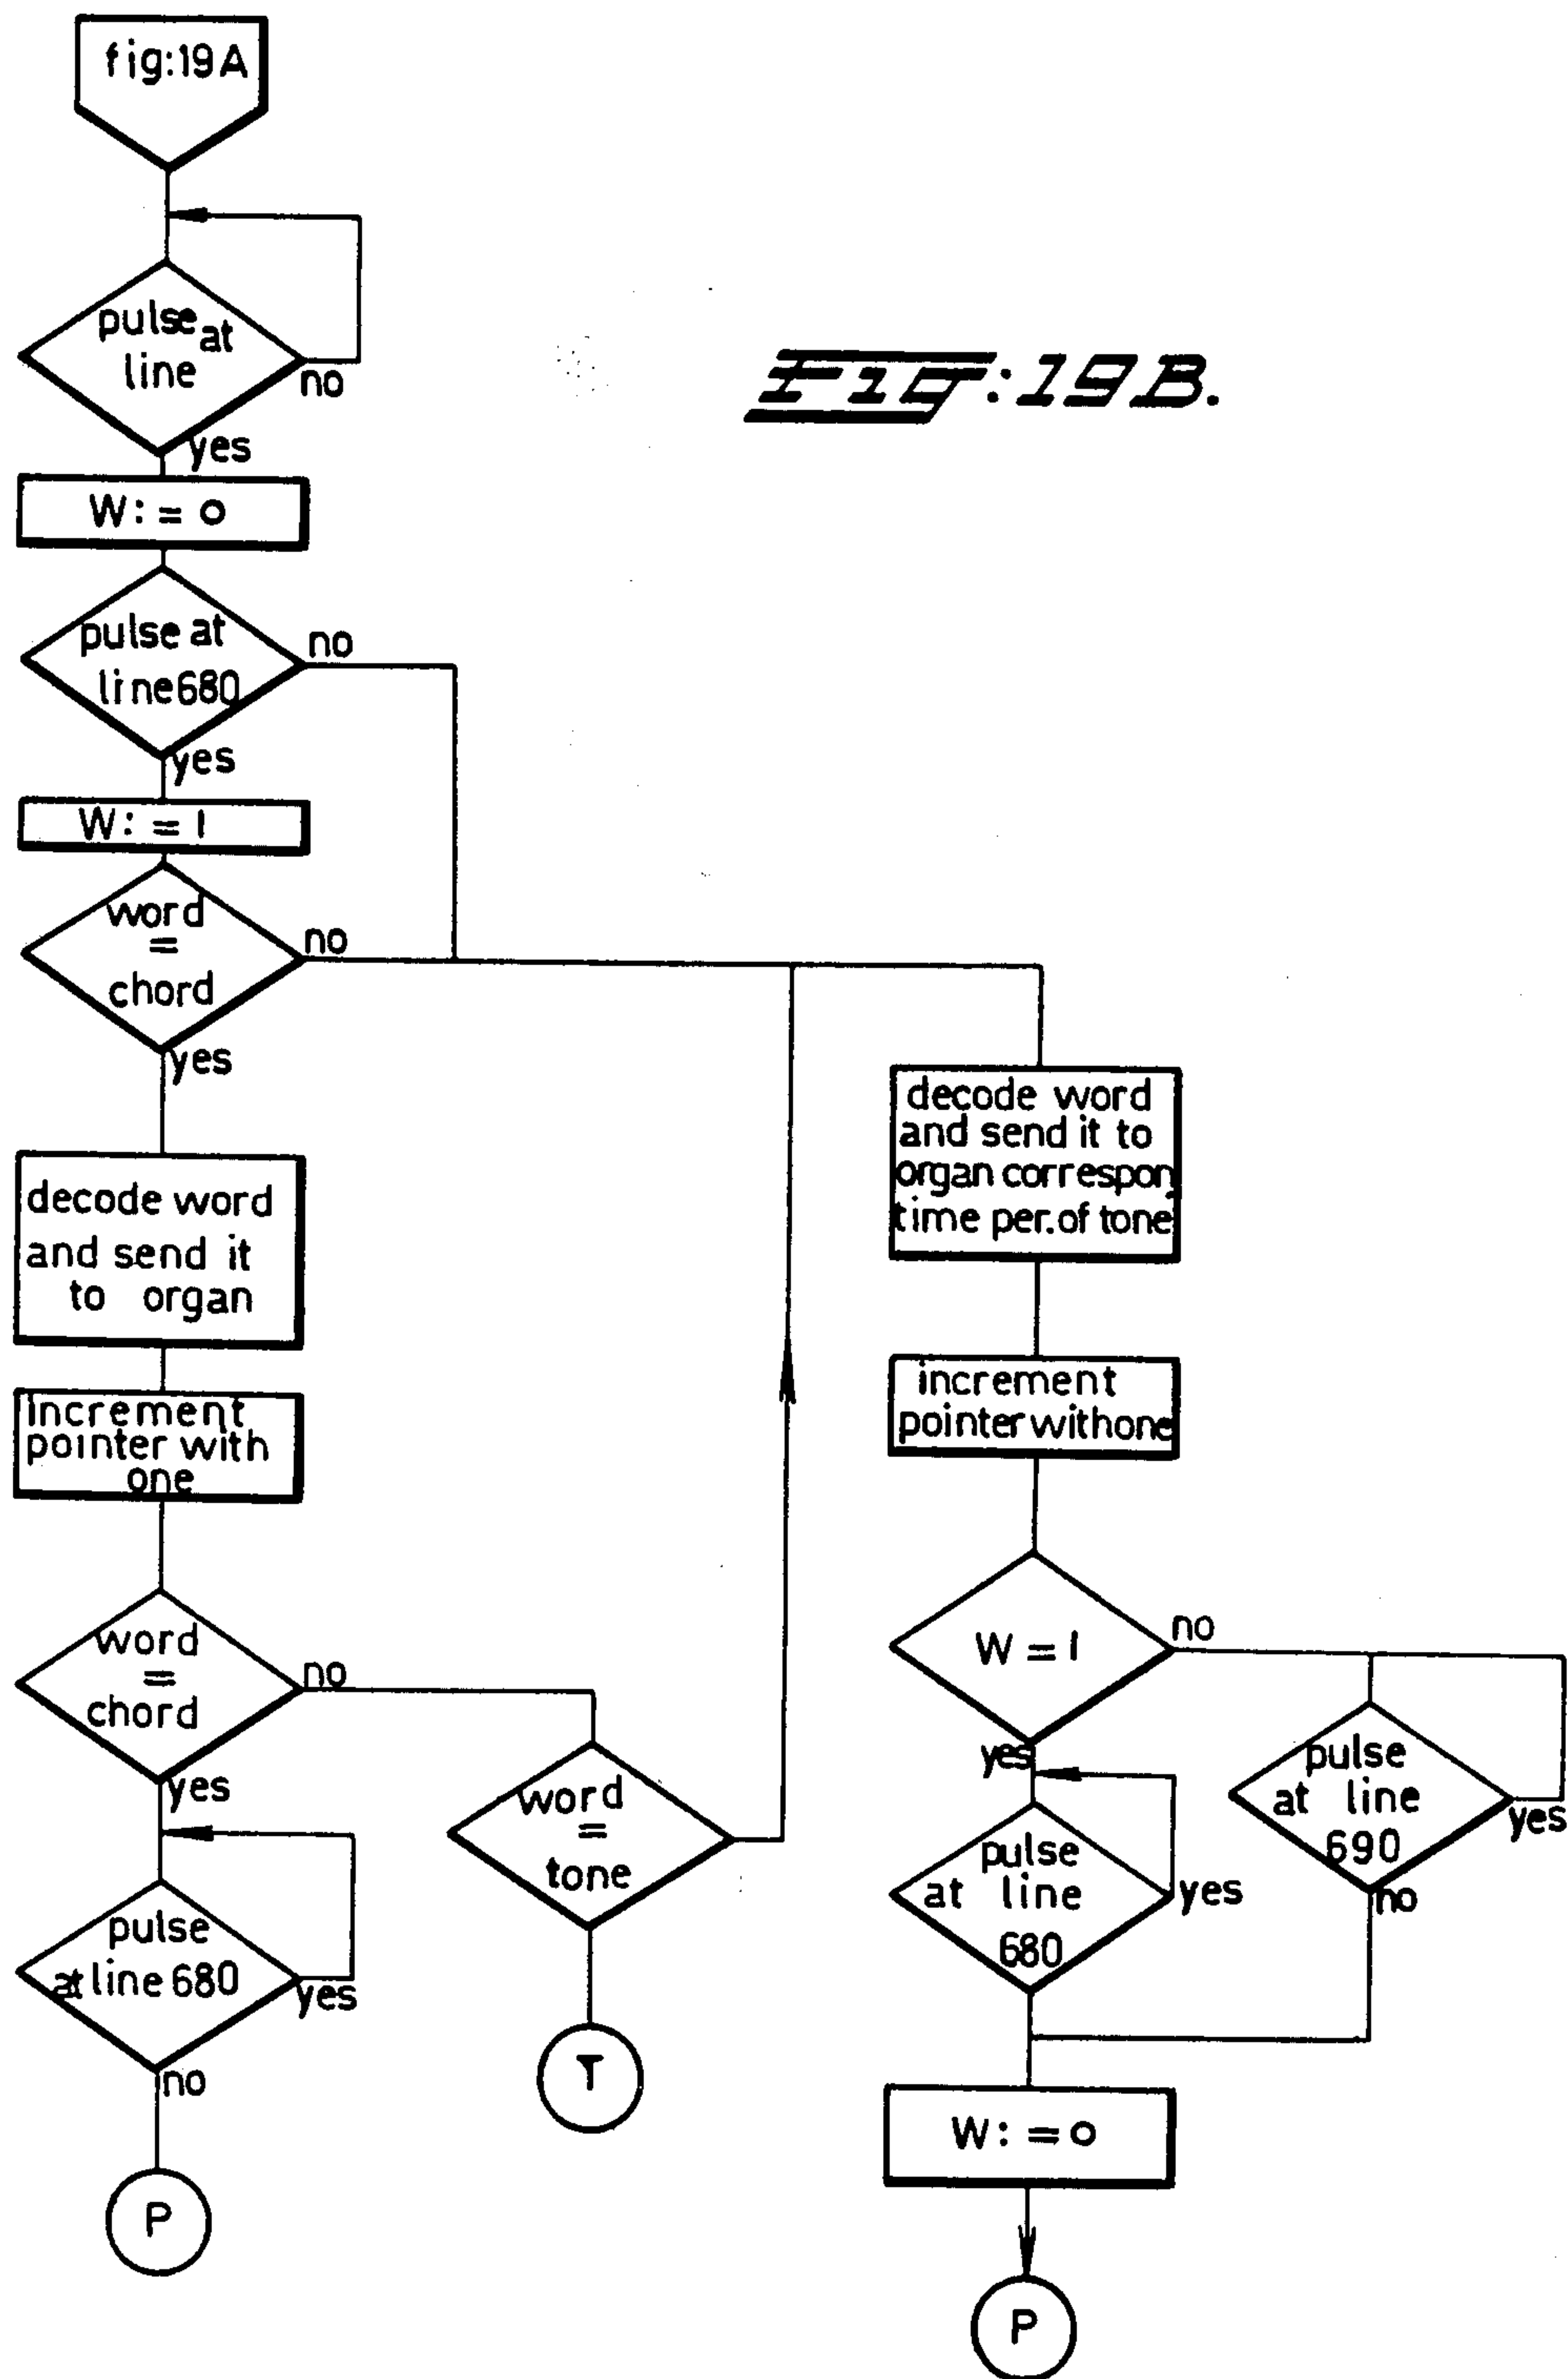 fig:19A
pulse at
line
no
yes
Fig:19B.
W:=0
pulse at
line 680
no
yes
W:=1
word
=
chord
no
yes
decode word
and send it
to organ
increment
pointer with
one
word
=
chord
no
yes
pulse
at line 680
yes
no
P
word
=
tone
T
decode word
and send it to
organ correspon
time per. of tone
increment
pointer with one
W=1
no
yes
pulse
at line
690
yes
no
pulse
at line
680
yes
W:=0
P